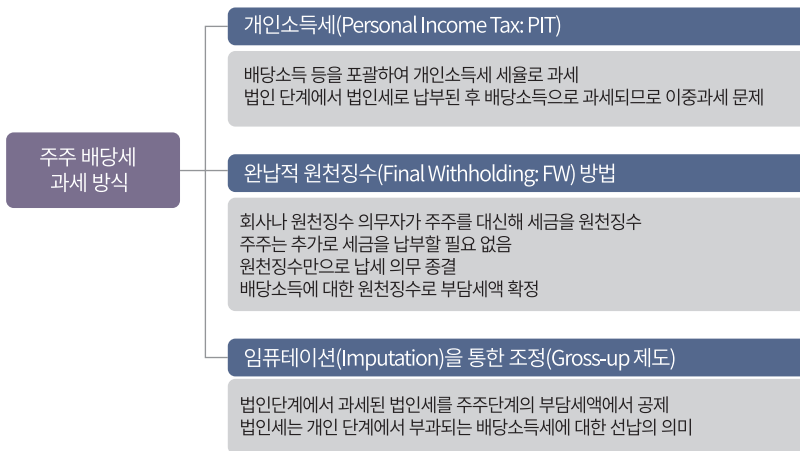 개인소득세(Personal Income Tax: PIT)
배당소득 등을 포괄하여 개인소득세 세율로 과세
법인 단계에서 법인세로 납부된 후 배당소득으로 과세되므로 이중과세 문제
주주 배당세
과세 방식
완납적 원천징수(Final Withholding: FW) 방법
회사나 원천징수 의무자가 주주를 대신해 세금을 원천징수
주주는 추가로 세금을 납부할 필요 없음
원천징수만으로 납세 의무 종결
배당소득에 대한 원천징수로 부담세액 확정
임퓨테이션(Imputation)을 통한 조정(Gross-up 제도)
법인단계에서 과세된 법인세를 주주단계의 부담세액에서 공제
법인세는 개인 단계에서 부과되는 배당소득세에 대한 선납의 의미